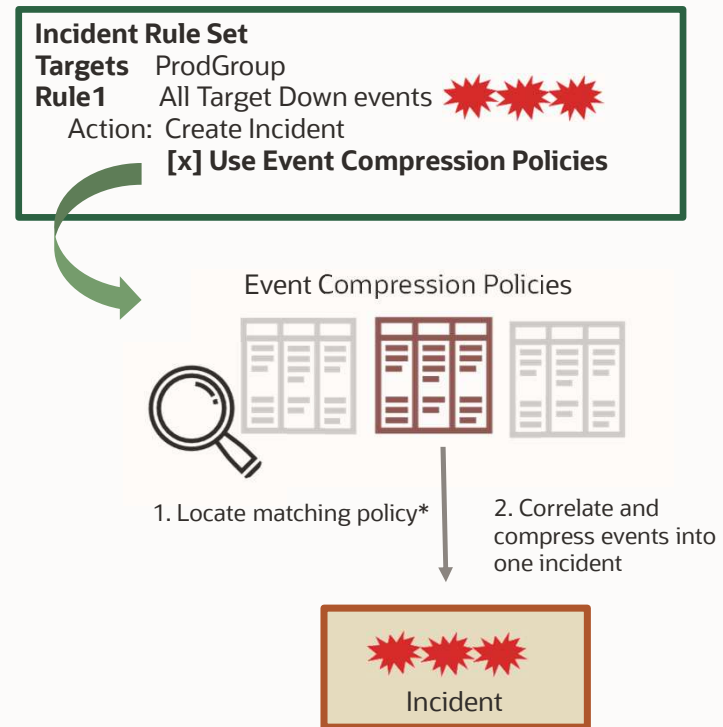 Incident Rule Set
Targets ProdGroup
Rule1 All Target Down events
Action: Create Incident
[x] Use Event Compression Policies
Event Compression Policies
1. Locate matching policy*
2. Correlate and
compress events into
one incident
Incident